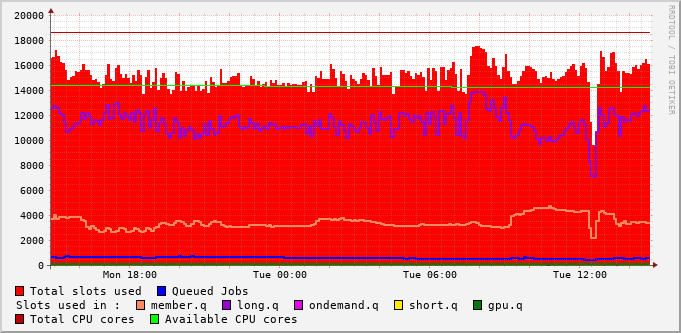 RRDTOOL / TOBI OETIKER
20000
18000
16000
14000
12000
10000
8000
6000
4000
2000
0
Mon 18:00 Tue 00:00 Tue 06:00 Tue 12:00
Total slots used Queued Jobs
Slots used in : member.q long.q ondemand.q short.q gpu.q
Total CPU cores Available CPU cores